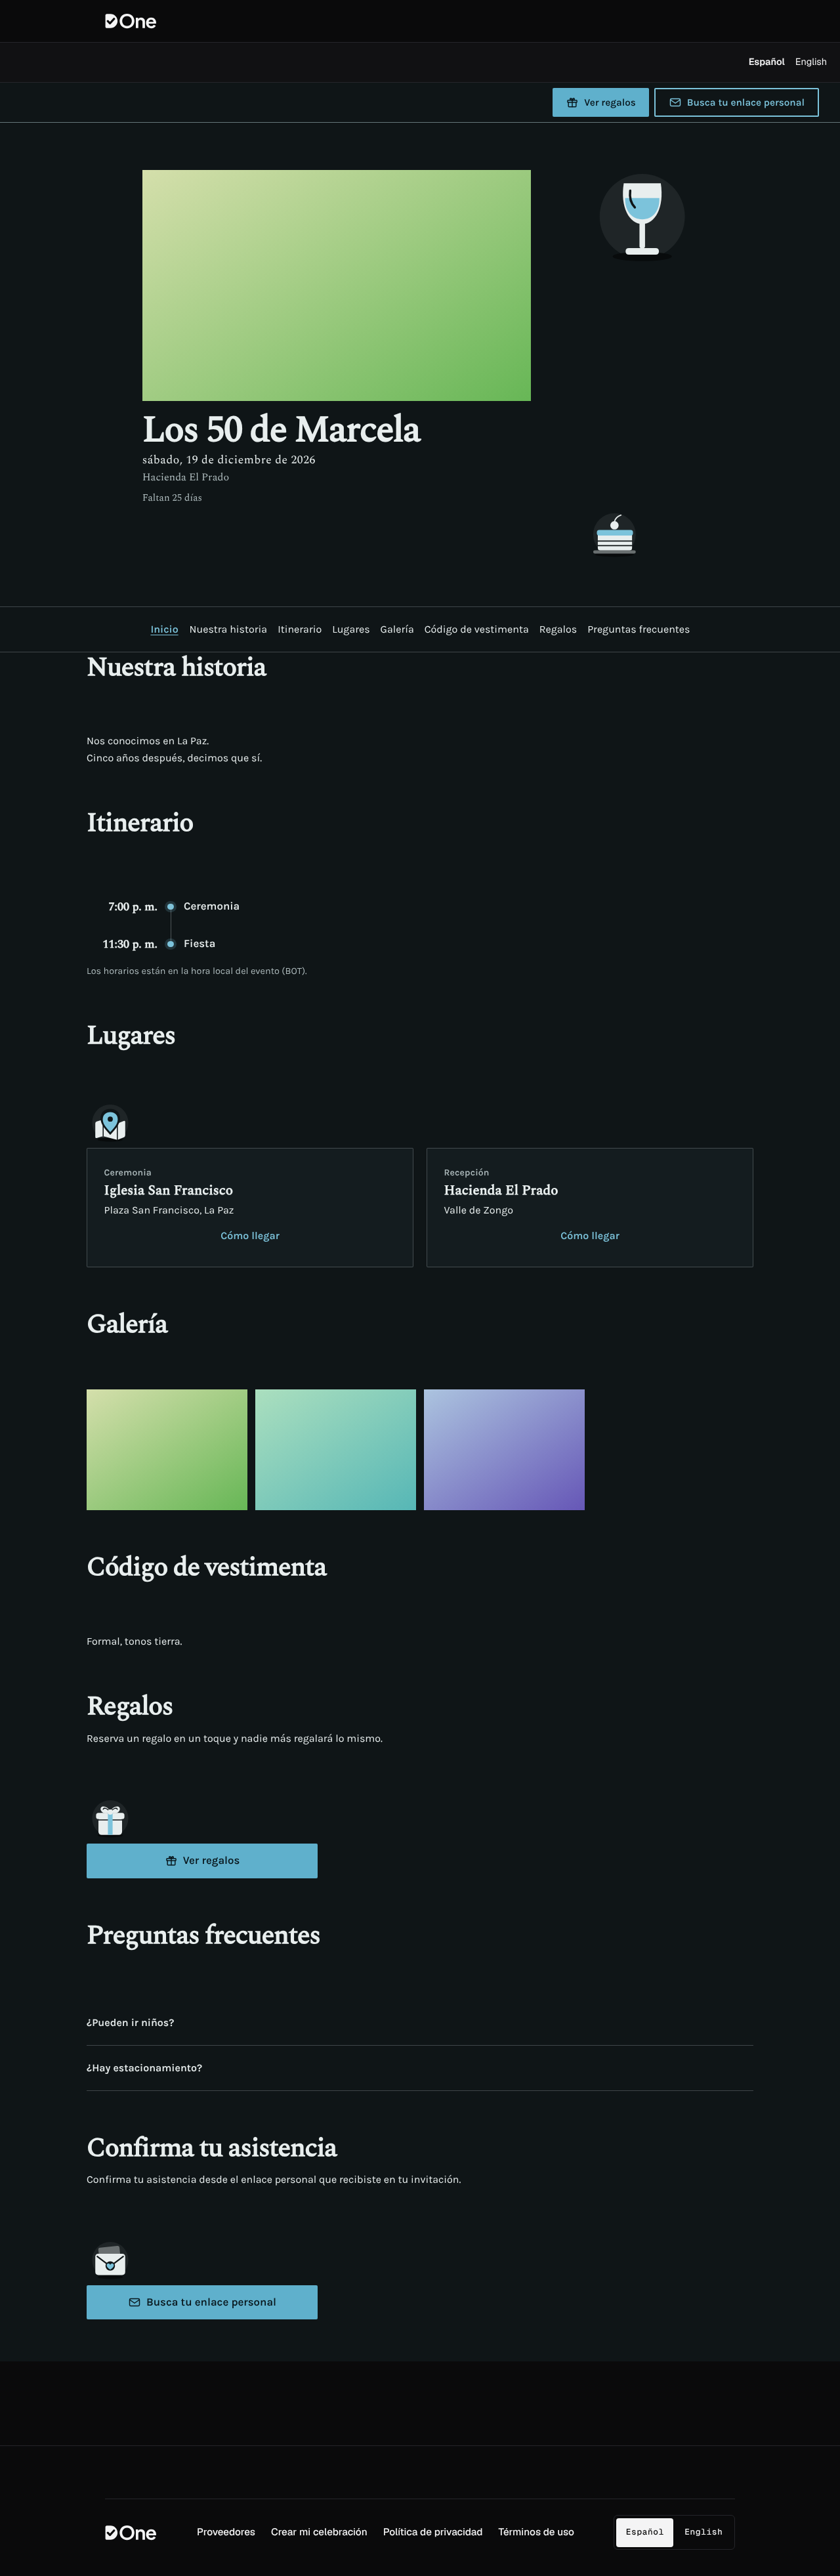 DOne
Español English
Ver regalos Busca tu enlace personal
Los 50 de Marcela
sábado, 19 de diciembre de 2026
Hacienda El Prado
Faltan 25 días
Inicio Nuestra historia Itinerario Lugares Galería Código de vestimenta Regalos Preguntas frecuentes
Nuestra historia
Nos conocimos en La Paz.
Cinco años después, decimos que sí.
Itinerario
7:00 p. m. Ceremonia
11:30 p. m. Fiesta
Los horarios están en la hora local del evento (BOT).
Lugares
Ceremonia
Iglesia San Francisco
Plaza San Francisco, La Paz
Cómo llegar
Recepción
Hacienda El Prado
Valle de Zongo
Cómo llegar
Galería
Código de vestimenta
Formal, tonos tierra.
Regalos
Reserva un regalo en un toque y nadie más regalará lo mismo.
Ver regalos
Preguntas frecuentes
¿Pueden ir niños?
¿Hay estacionamiento?
Confirma tu asistencia
Confirma tu asistencia desde el enlace personal que recibiste en tu invitación.
Busca tu enlace personal
DOne Proveedores Crear mi celebración Política de privacidad Términos de uso Español English